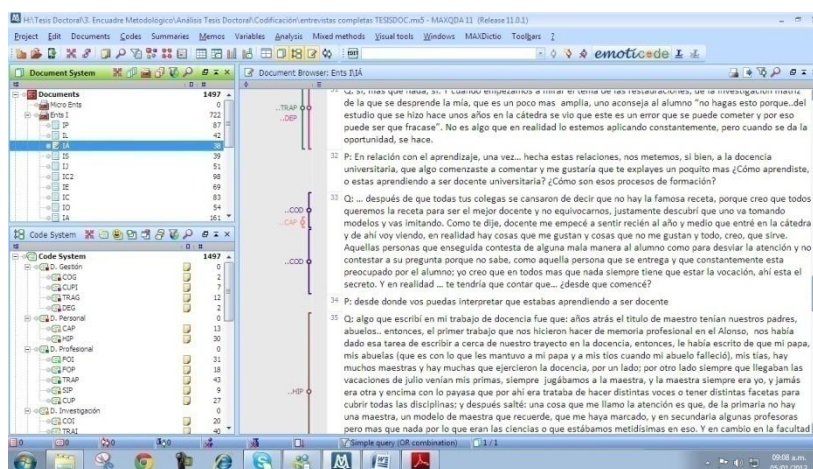 H:\Tesis Doctoral\3. Encuadre Metodológico\Análisis Tesis Doctoral\Codificación\entrevistas completas TESISDOC.mx5 - MAXQDA 11 (Release 11.0.1)
Project Edit Documents Codes Summaries Memos Variables Analysis Mixed methods Visual tools Windows MAXDictio Toolbars ?
emoticode
Document System
Documents 1497
Micro Ents 0
Ents I 722
IP 87
IL 42
IÁ 38
IS 39
IJ 51
IC2 98
IE 69
IC 83
IO 54
IA 161
Code System
Code System 1497
D. Gestión 0
COG 2
CUPI 7
TRAG 12
DEG 2
D. Personal 0
CAP 13
HIP 30
D. Profesional 0
FOI 31
FOP 18
TRAP 43
SIP 9
CUP 27
D. Investigación 0
COI 20
TRAI 40
Document Browser: Ents I\IÁ
..TRAP
..DEP
..COD
..CAP
..COD
..HIP
Q: sí, más que nada, sí. Y cuando empezamos a mirar el tema de las restauraciones, de la investigación matriz
de la que se desprende la mía, que es un poco mas amplia, uno aconseja al alumno "no hagas esto porque..del
estudio que se hizo hace unos años en la cátedra se vio que este es un error que se puede cometer y por eso
puede ser que fracase". No es algo que en realidad lo estemos aplicando constantemente, pero cuando se da la
oportunidad, se hace.
32 P: En relación con el aprendizaje, una vez... hecha estas relaciones, nos metemos, si bien, a la docencia
universitaria, que algo comenzaste a comentar y me gustaria que te explayes un poquito mas ¿Cómo aprendiste,
o estas aprendiendo a ser docente universitaria? ¿Cómo son esos procesos de formación?
33 Q: ... después de que todas tus colegas se cansaron de decir que no hay la famosa receta, porque creo que todos
queremos la receta para ser el mejor docente y no equivocarnos, justamente descubrí que uno va tomando
modelos y vas imitando. Como te dije, docente me empecé a sentir recién al año y medio que entré en la cátedra
y de ahí voy viendo, en realidad hay cosas que me gustan y cosas que no me gustan y todo, creo, que sirve.
Aquellas personas que enseguida contesta de alguna mala manera al alumno como para desviar la atención y no
contestar a su pregunta porque no sabe, como aquella persona que se entrega y que constantemente esta
preocupado por el alumno; yo creo que en todos mas que nada siempre tiene que estar la vocación, ahí esta el
secreto. Y en realidad ... te tendría que contar que... ¿desde que comencé?
34 P: desde donde vos puedas interpretar que estabas aprendiendo a ser docente
35 Q: algo que escribí en mi trabajo de docencia fue que: años atrás el titulo de maestro tenían nuestros padres,
abuelos.. entonces, el primer trabajo que nos hicieron hacer de memoria profesional en el Alonso, nos había
dado esa tarea de escribir a cerca de nuestro trayecto en la docencia, entonces, le había escrito de que mi papa,
mis abuelas (que es con lo que les mantuvo a mi papa y a mis tíos cuando mi abuelo falleció), mis tías, hay
muchos maestras y hay muchas que ejercieron la docencia, por un lado; por otro lado siempre que llegaban las
vacaciones de julio venían mis primas, siempre jugábamos a la maestra, y la maestra siempre era yo, y jamás
era otra y encima con lo payasa que por ahí era trataba de hacer distintas voces o tener distintas facetas para
cubrir todas las disciplinas; y después salté: una cosa que me llamo la atención es que, de la primaria no hay
una maestra, un modelo de maestra que recuerde, que me haya marcado, y en secundaria algunas profesoras
pero mas que nada por lo que eran las ciencias o que estábamos metidísimas en eso. Y en cambio en la facultad
Simple query (OR combination) 1 / 1
09:08 a.m.
05/01/2012